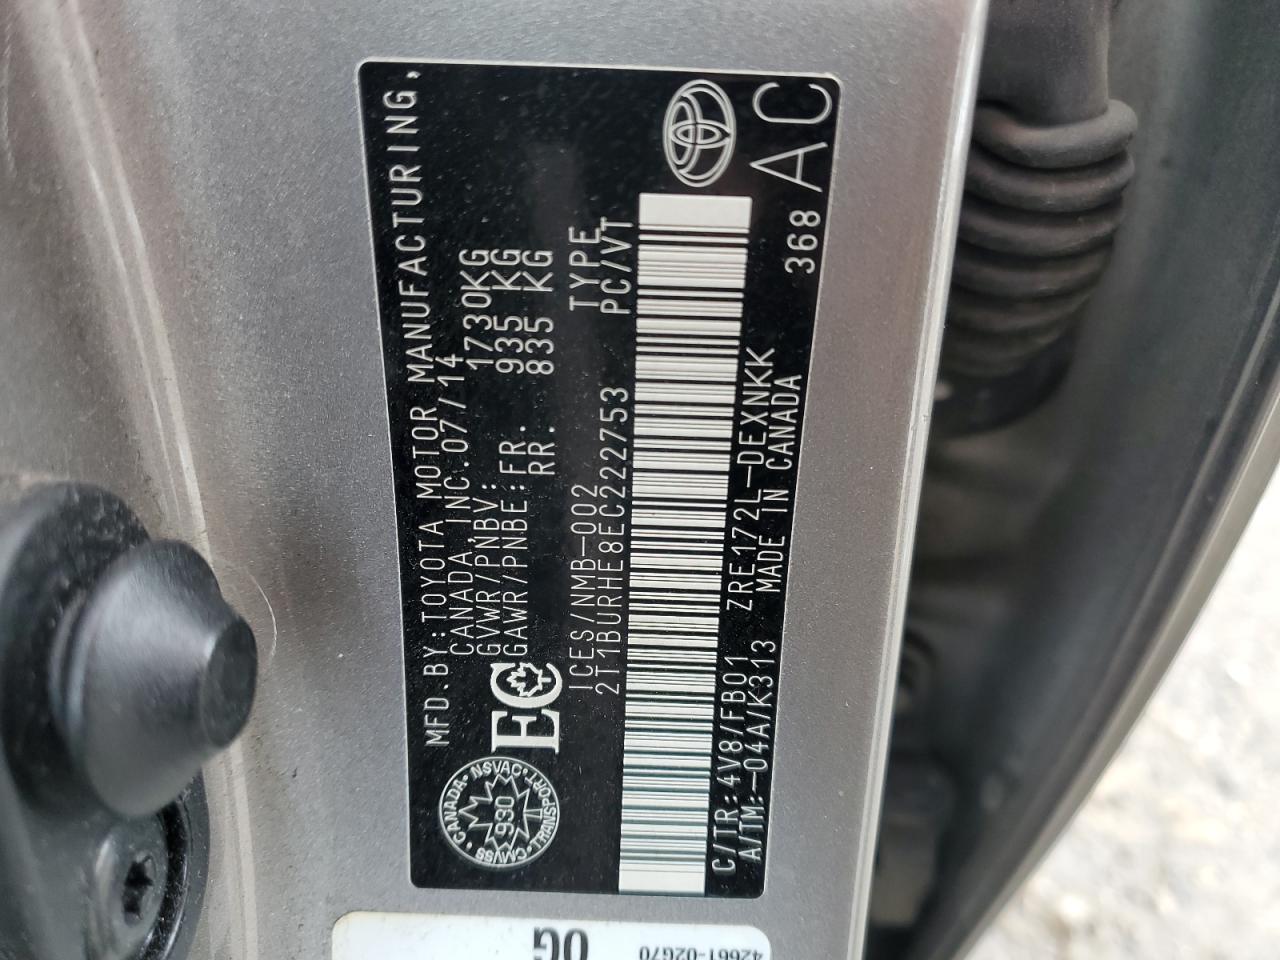 MFD.BY:TOYOTA MOTOR MANUFACTURING,
CANADA INC.07/14
GVWR/PNBV: 1730KG
GAWR/PNBE:FR. 935 KG
RR. 835 KG
EC
CANADA • NSVAC • TRANSPORT • CMVSS •
930
ICES/NMB-002 TYPE
2T1BURHE8EC222753 PC/VT
C/TR:4V8/FB01 ZRE172L-DEXNKK
A/TM:-04A/K313 MADE IN CANADA
368 AC
0G
42661-02G70